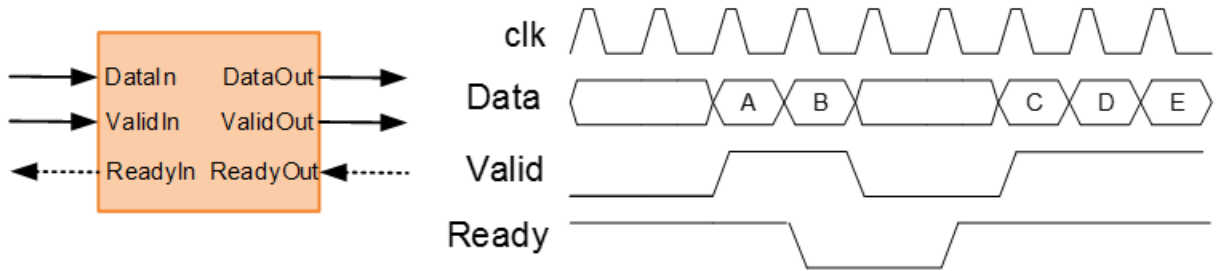 DataIn DataOut
ValidIn ValidOut
ReadyIn ReadyOut
clk
Data A B C D E
Valid
Ready